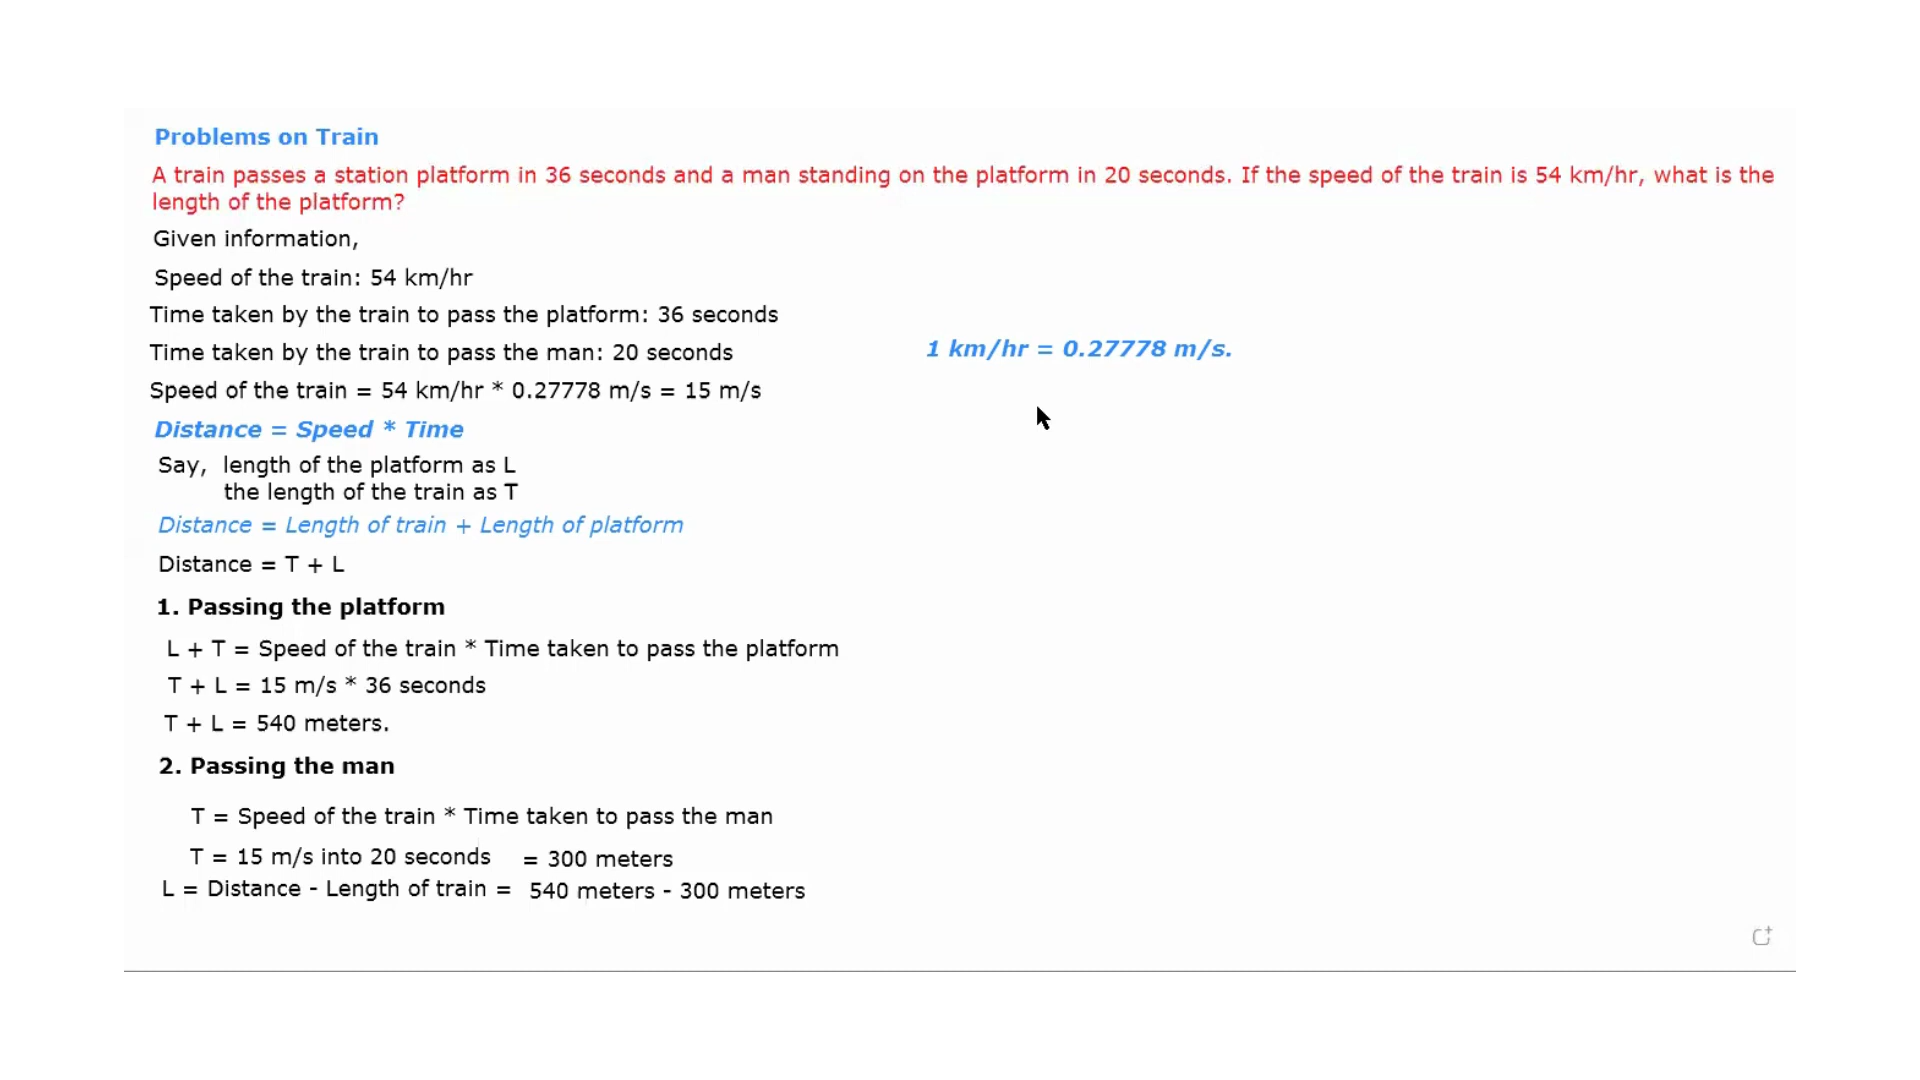 Problems on Train
A train passes a station platform in 36 seconds and a man standing on the platform in 20 seconds. If the speed of the train is 54 km/hr, what is the
length of the platform?
Given information,
Speed of the train: 54 km/hr
Time taken by the train to pass the platform: 36 seconds
Time taken by the train to pass the man: 20 seconds
1 km/hr = 0.27778 m/s.
Speed of the train = 54 km/hr * 0.27778 m/s = 15 m/s
Distance = Speed * Time
Say, length of the platform as L
the length of the train as T
Distance = Length of train + Length of platform
Distance = T + L
1. Passing the platform
L + T = Speed of the train * Time taken to pass the platform
T + L = 15 m/s * 36 seconds
T + L = 540 meters.
2. Passing the man
T = Speed of the train * Time taken to pass the man
T = 15 m/s into 20 seconds = 300 meters
L = Distance - Length of train = 540 meters - 300 meters